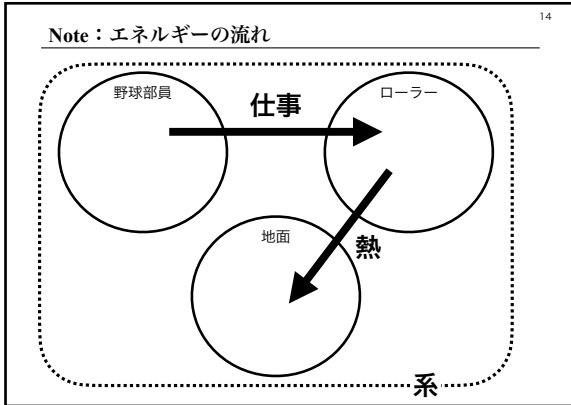 14
Note：エネルギーの流れ
野球部員
仕事
ローラー
地面
熱
系